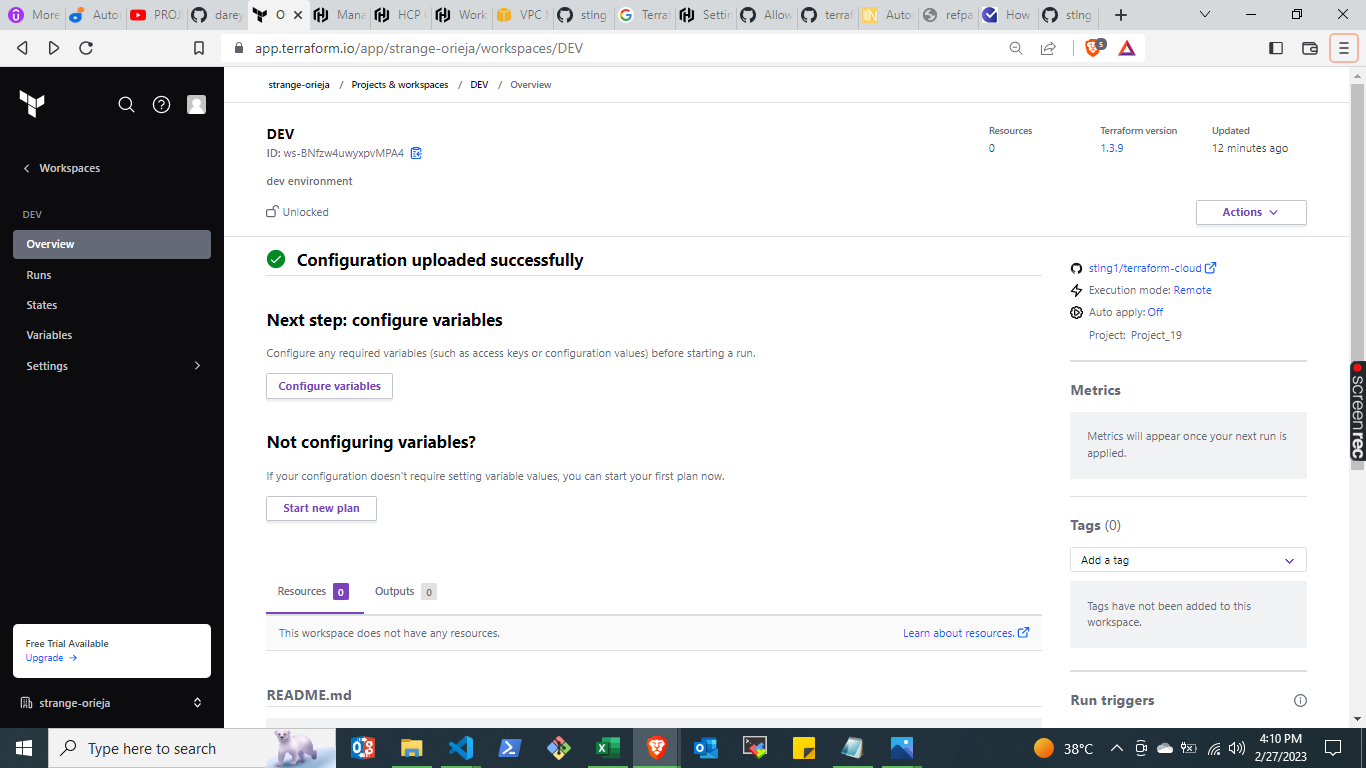 More
Autor
PROJ
darey
O
Mana
HCP
Work
VPC
stlng
Terraf
Settin
Allow
terraf
Auto
refpa
How
stlng
app.terraform.io/app/strange-orieja/workspaces/DEV
5
strange-orieja / Projects & workspaces / DEV / Overview
Workspaces
DEV
Overview
Runs
States
Variables
Settings
Free Trial Available
Upgrade →
strange-orieja
DEV
ID: ws-BNfzw4uwyxpvMPA4
dev environment
Unlocked
Resources
0
Terraform version
1.3.9
Updated
12 minutes ago
Actions
Configuration uploaded successfully
Next step: configure variables
Configure any required variables (such as access keys or configuration values) before starting a run.
Configure variables
Not configuring variables?
If your configuration doesn't require setting variable values, you can start your first plan now.
Start new plan
Resources 0 Outputs 0
This workspace does not have any resources. Learn about resources.
README.md
stlng1/terraform-cloud
Execution mode: Remote
Auto apply: Off
Project: Project_19
Metrics
Metrics will appear once your next run is
applied.
Tags (0)
Add a tag
Tags have not been added to this
workspace.
Run triggers
screenrec
Type here to search
38°C
4:10 PM
2/27/2023